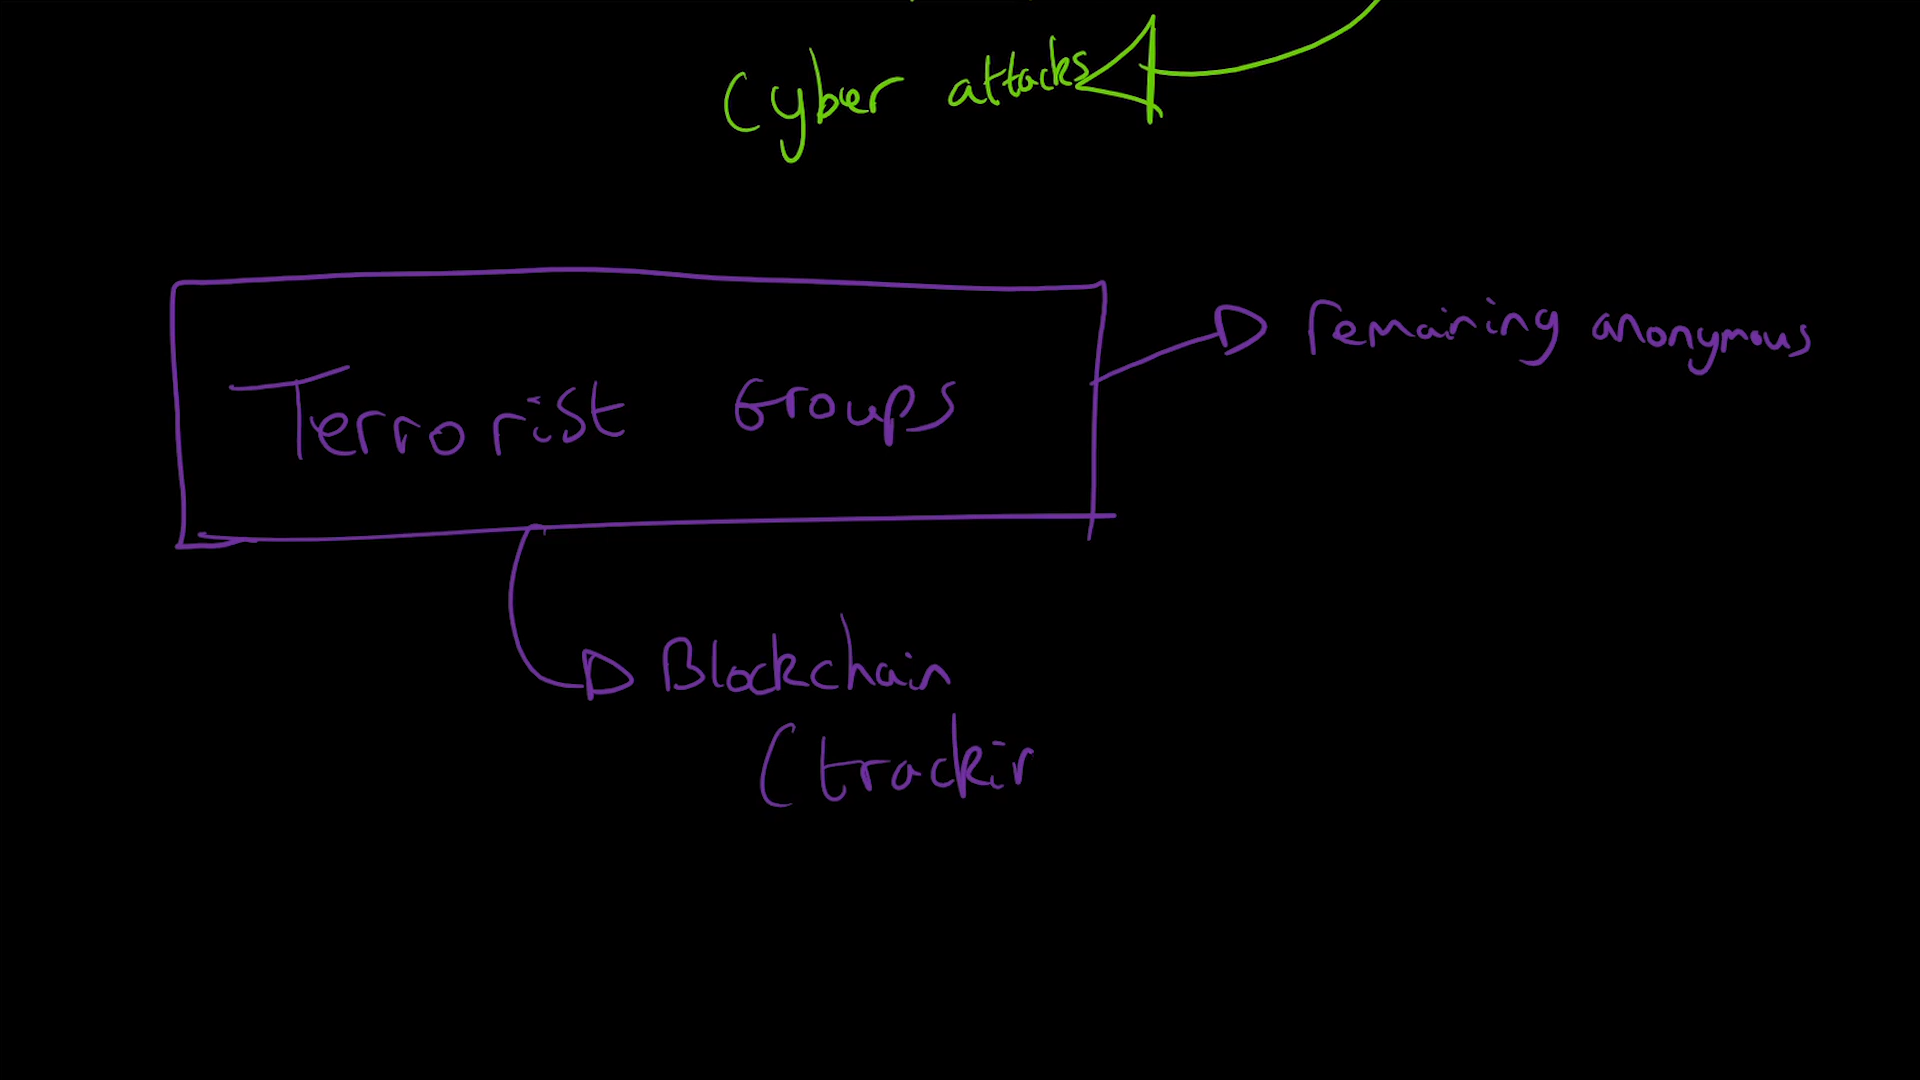 Cyber attacks
remaining anonymous
Terrorist Groups
Blockchain
(trackin